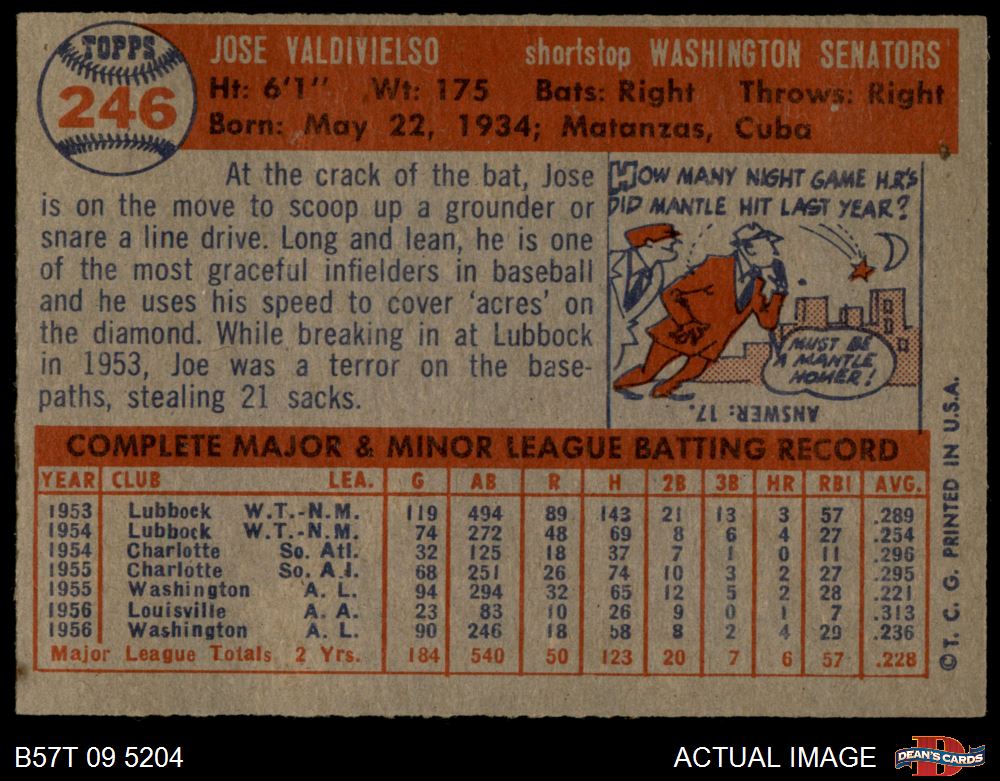 TOPPS
246
JOSE VALDIVIELSO shortstop WASHINGTON SENATORS
Ht: 6'1" Wt: 175 Bats: Right Throws: Right
Born: May 22, 1934; Matanzas, Cuba
At the crack of the bat, Jose
is on the move to scoop up a grounder or
snare a line drive. Long and lean, he is one
of the most graceful infielders in baseball
and he uses his speed to cover 'acres' on
the diamond. While breaking in at Lubbock
in 1953, Joe was a terror on the base-
paths, stealing 21 sacks.
HOW MANY NIGHT GAME H.R'S
DID MANTLE HIT LAST YEAR?
MUST BE
A MANTLE
HOMER!
ANSWER: 17.
COMPLETE MAJOR & MINOR LEAGUE BATTING RECORD
YEAR CLUB LEA. G AB R H 2B 3B HR RBI AVG.
1953 Lubbock W.T.-N.M. 119 494 89 143 21 13 3 57 .289
1954 Lubbock W.T.-N.M. 74 272 48 69 8 6 4 27 .254
1954 Charlotte So. Atl. 32 125 18 37 7 1 0 11 .296
1955 Charlotte So. A.l. 68 251 26 74 10 3 2 27 .295
1955 Washington A. L. 94 294 32 65 12 5 2 28 .221
1956 Louisville A. A. 23 83 10 26 9 0 1 7 .313
1956 Washington A. L. 90 246 18 58 8 2 4 29 .236
Major League Totals 2 Yrs. 184 540 50 123 20 7 6 57 .228
©T. C. G. PRINTED IN U.S.A.
B57T 09 5204 ACTUAL IMAGE
DEAN'S CARDS